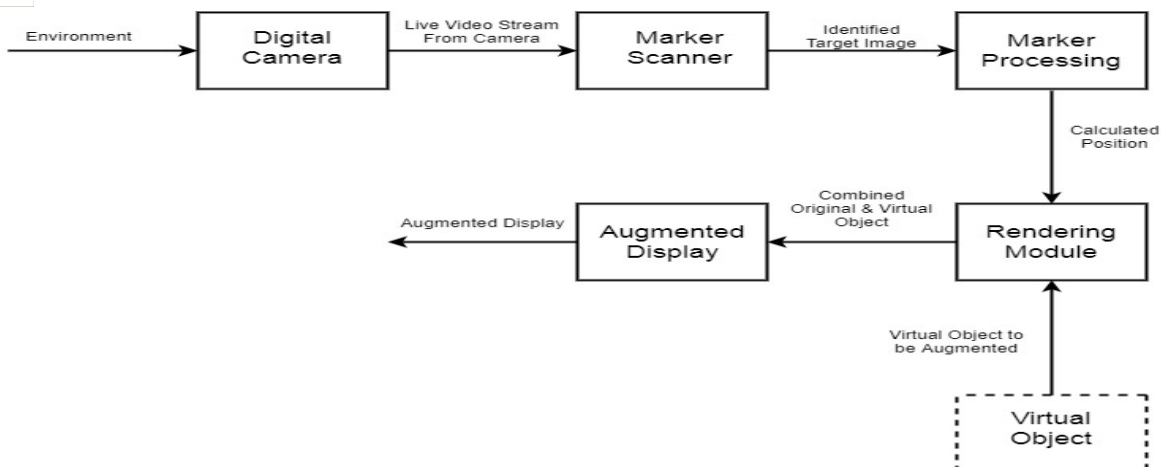 Environment
Digital
Camera
Live Video Stream
From Camera
Marker
Scanner
Identified
Target Image
Marker
Processing
Calculated
Position
Rendering
Module
Combined
Original & Virtual
Object
Augmented
Display
Augmented Display
Virtual Object to
be Augmented
Virtual
Object